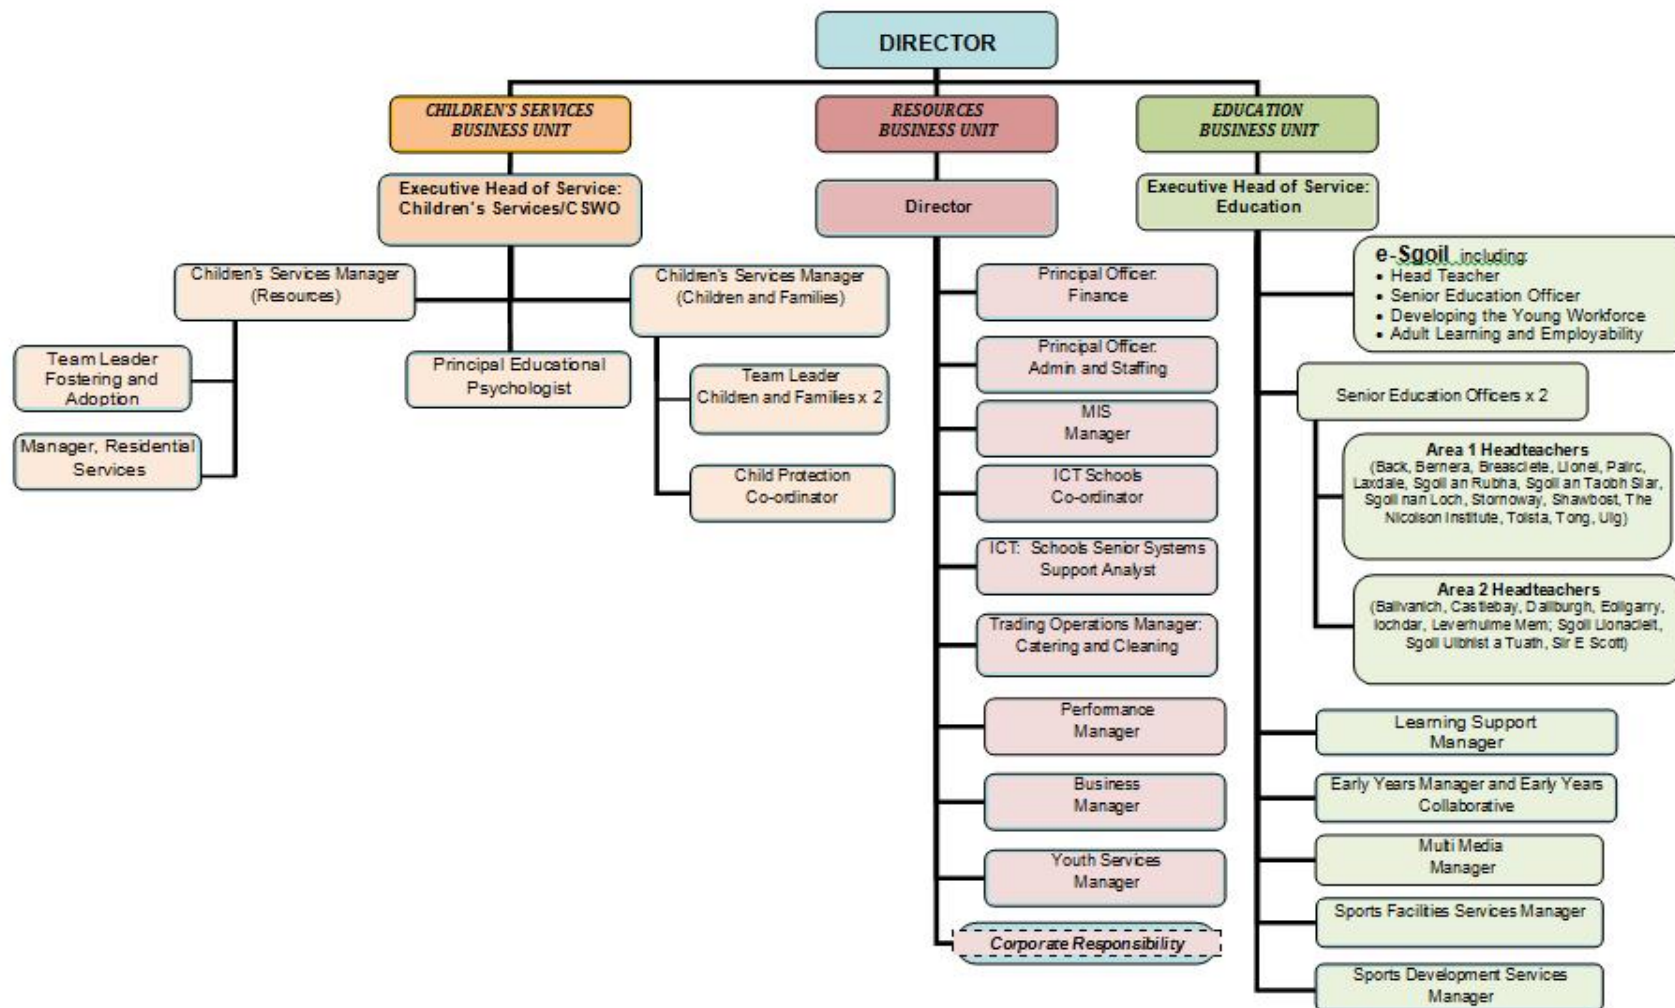 DIRECTOR
CHILDREN'S SERVICES
BUSINESS UNIT
RESOURCES
BUSINESS UNIT
EDUCATION
BUSINESS UNIT
Executive Head of Service:
Children's Services/CSWO
Director
Executive Head of Service:
Education
Children's Services Manager
(Resources)
Children's Services Manager
(Children and Families)
Team Leader
Fostering and
Adoption
Manager, Residential
Services
Principal Educational
Psychologist
Team Leader
Children and Families x 2
Child Protection
Co-ordinator
Principal Officer:
Finance
Principal Officer:
Admin and Staffing
MIS
Manager
ICT Schools
Co-ordinator
ICT: Schools Senior Systems
Support Analyst
Trading Operations Manager:
Catering and Cleaning
Performance
Manager
Business
Manager
Youth Services
Manager
Corporate Responsibility
e-Sgoil including:
• Head Teacher
• Senior Education Officer
• Developing the Young Workforce
• Adult Learning and Employability
Senior Education Officers x 2
Area 1 Headteachers
(Back, Bernera, Breasclete, Lionel, Pairc,
Laxdale, Sgoil an Rubha, Sgoil an Taobh Siar,
Sgoil nan Loch, Stornoway, Shawbost, The
Nicolson Institute, Tolsta, Tong, Uig)
Area 2 Headteachers
(Balivanich, Castlebay, Daliburgh, Eoligarry,
Iochdar, Leverhulme Mem; Sgoil Lionacleit,
Sgoil Uibhist a Tuath, Sir E Scott)
Learning Support
Manager
Early Years Manager and Early Years
Collaborative
Multi Media
Manager
Sports Facilities Services Manager
Sports Development Services
Manager